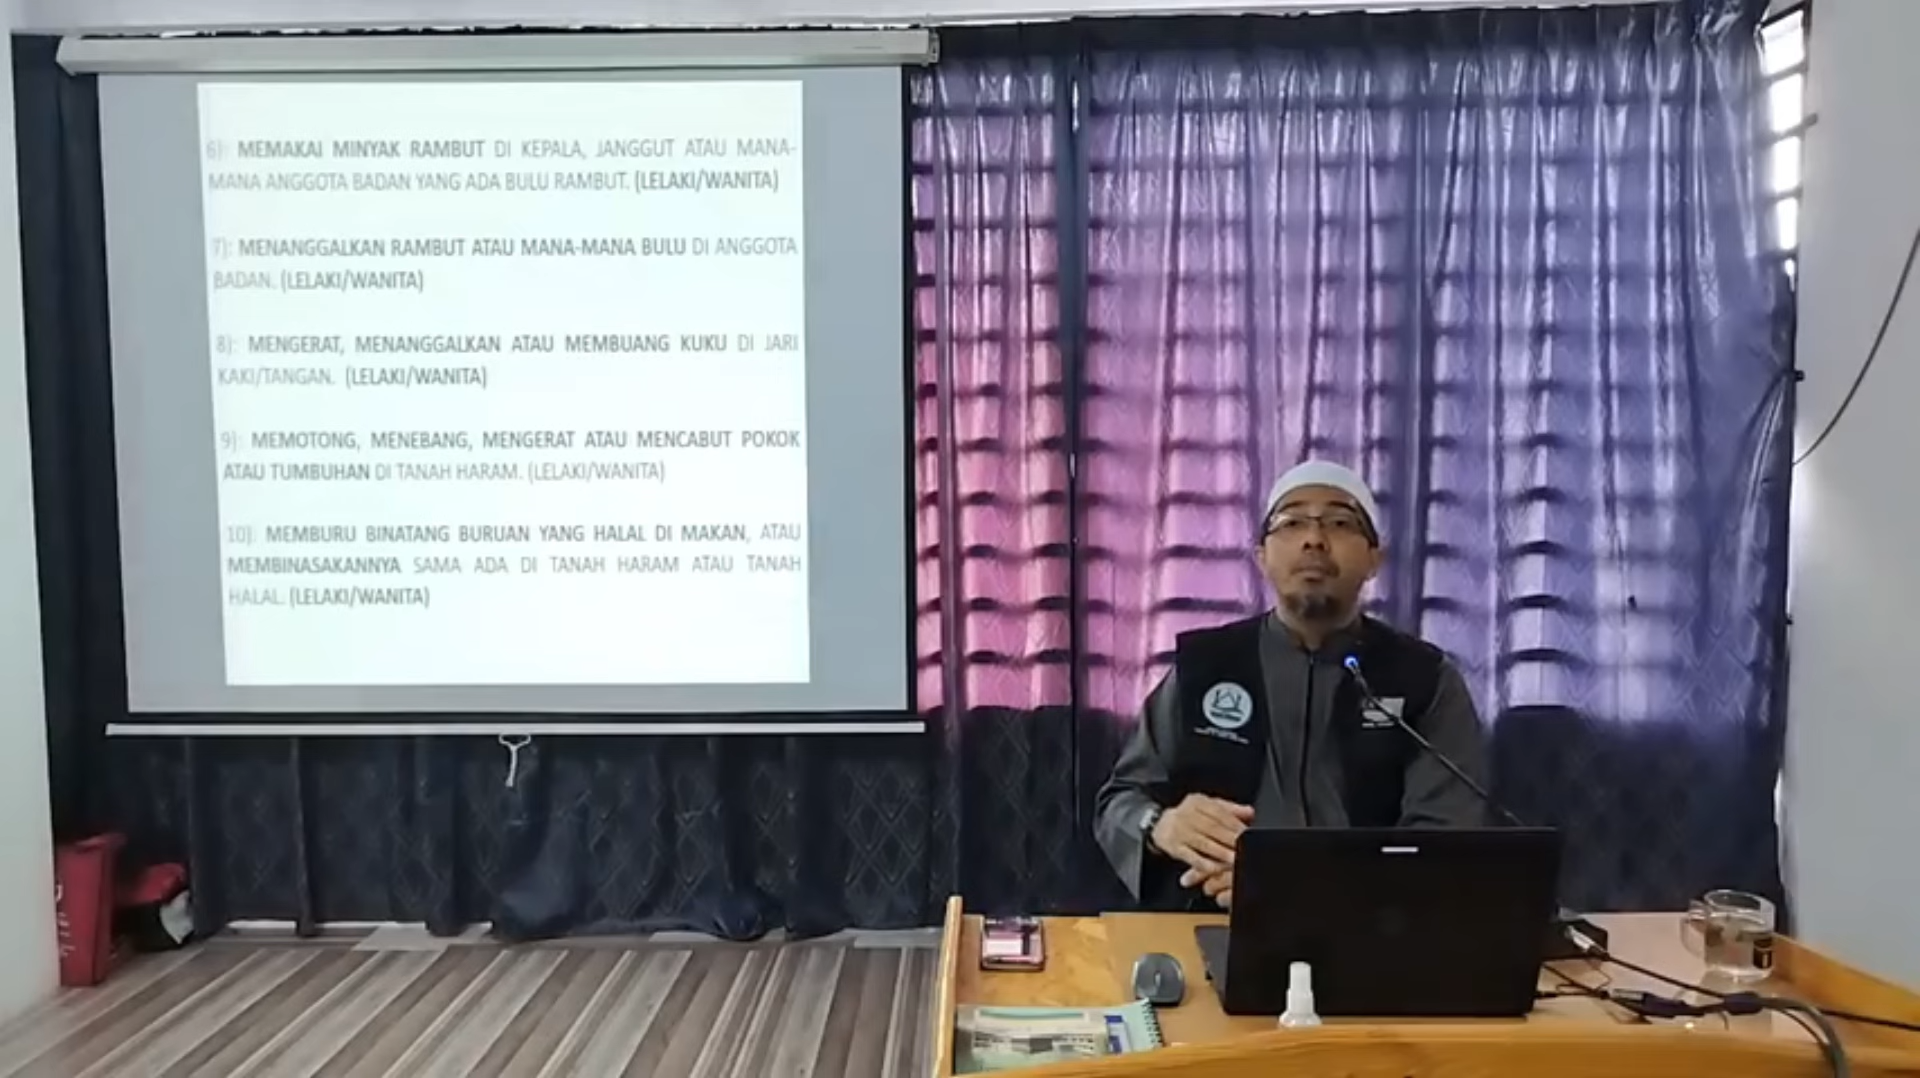 6): MEMAKAI MINYAK RAMBUT DI KEPALA, JANGGUT ATAU MANA-
MANA ANGGOTA BADAN YANG ADA BULU RAMBUT. (LELAKI/WANITA)
7): MENANGGALKAN RAMBUT ATAU MANA-MANA BULU DI ANGGOTA
BADAN. (LELAKI/WANITA)
8): MENGERAT, MENANGGALKAN ATAU MEMBUANG KUKU DI JARI
KAKI/TANGAN. (LELAKI/WANITA)
9): MEMOTONG, MENEBANG, MENGERAT ATAU MENCABUT POKOK
ATAU TUMBUHAN DI TANAH HARAM. (LELAKI/WANITA)
10): MEMBURU BINATANG BURUAN YANG HALAL DI MAKAN, ATAU
MEMBINASAKANNYA SAMA ADA DI TANAH HARAM ATAU TANAH
HALAL. (LELAKI/WANITA)